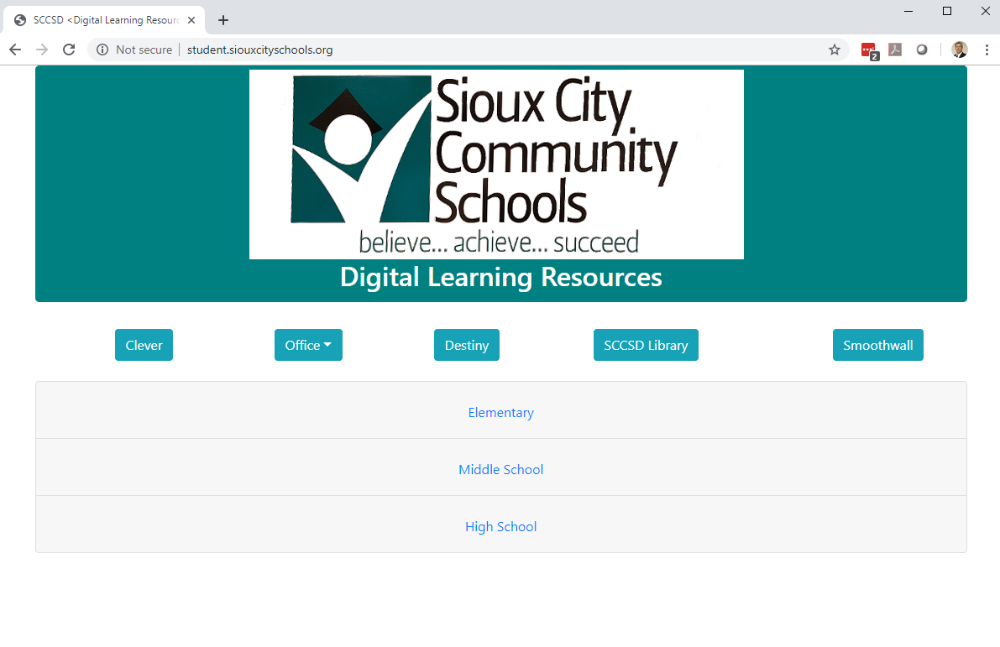 SCCSD <Digital Learning Resour
Not secure | student.siouxcityschools.org
2
Sioux City
Community
Schools
believe... achieve... succeed
Digital Learning Resources
Clever Office Destiny SCCSD Library Smoothwall
Elementary
Middle School
High School